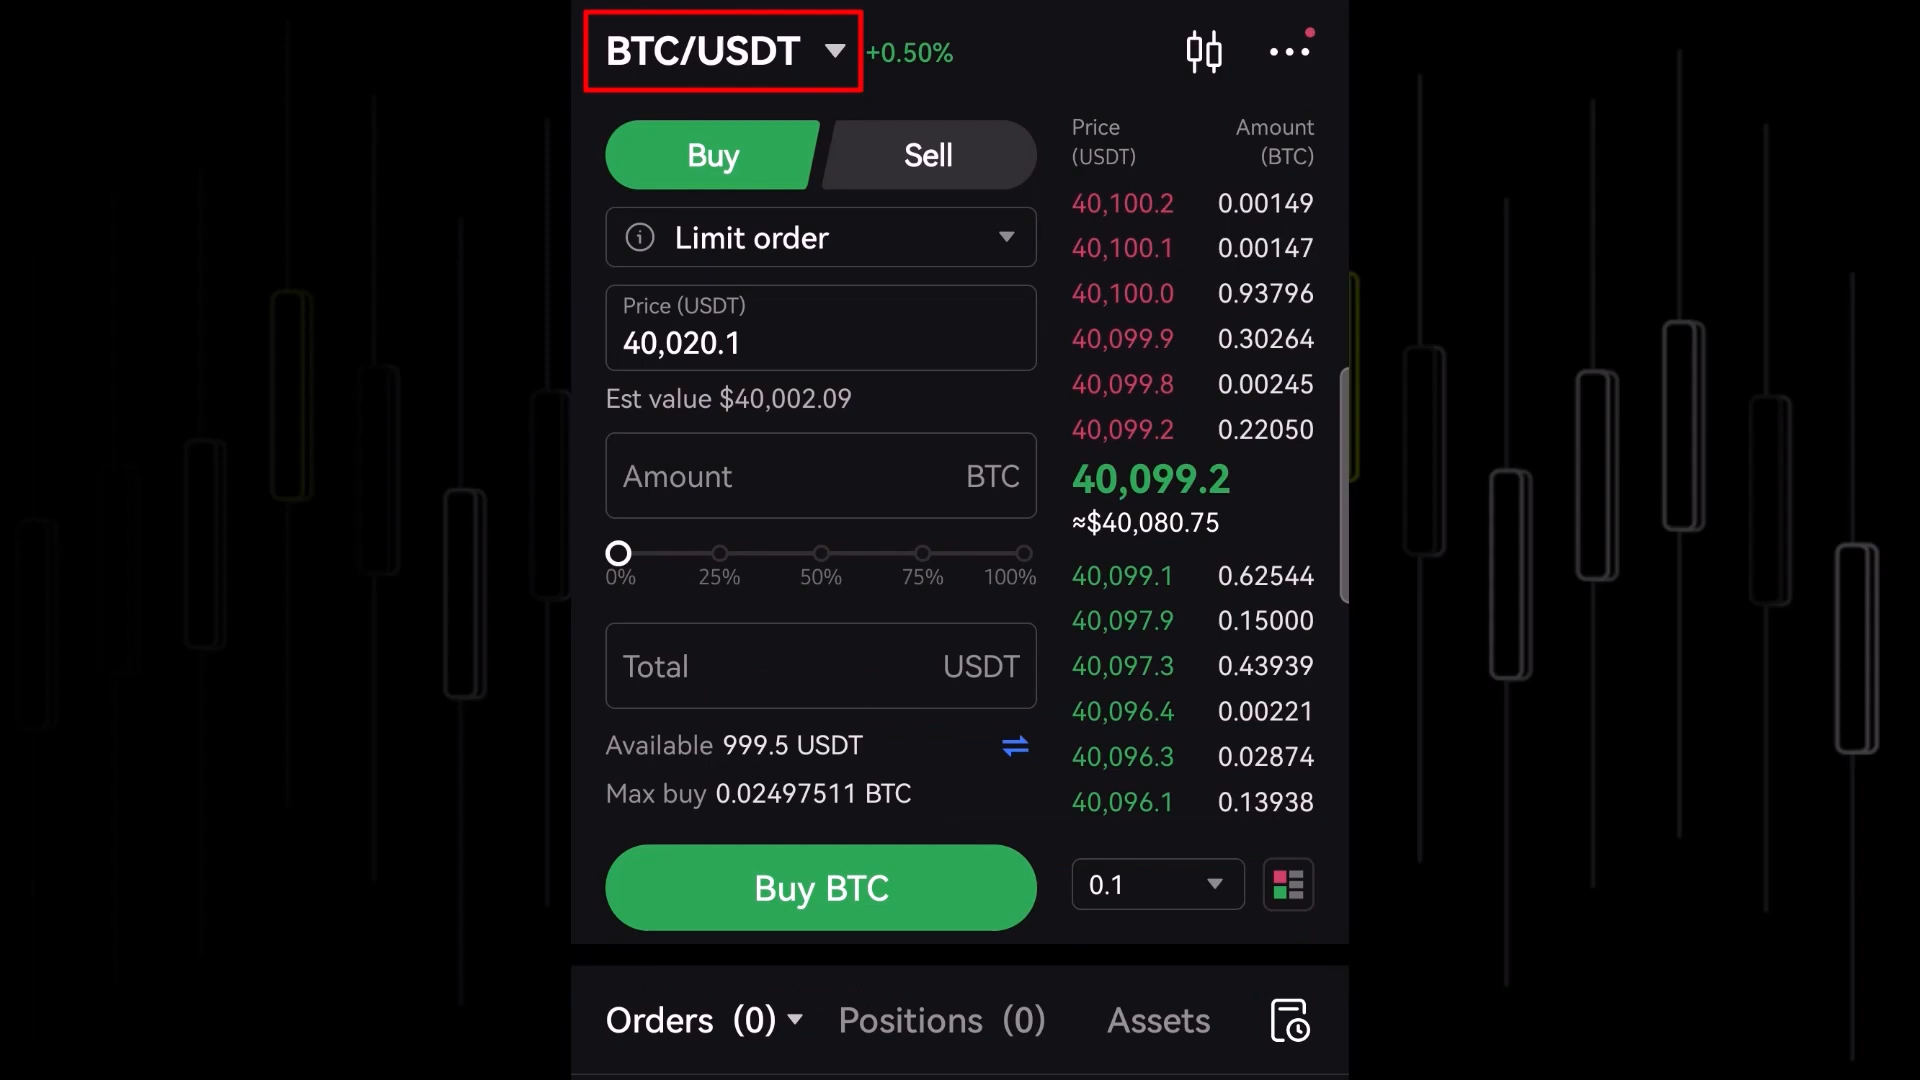 BTC/USDT +0.50%
Buy Sell
Limit order
Price (USDT)
40,020.1
Est value $40,002.09
Amount BTC
0% 25% 50% 75% 100%
Total USDT
Available 999.5 USDT
Max buy 0.02497511 BTC
Buy BTC
Price Amount
(USDT) (BTC)
40,100.2 0.00149
40,100.1 0.00147
40,100.0 0.93796
40,099.9 0.30264
40,099.8 0.00245
40,099.2 0.22050
40,099.2
≈$40,080.75
40,099.1 0.62544
40,097.9 0.15000
40,097.3 0.43939
40,096.4 0.00221
40,096.3 0.02874
40,096.1 0.13938
0.1
Orders (0) Positions (0) Assets